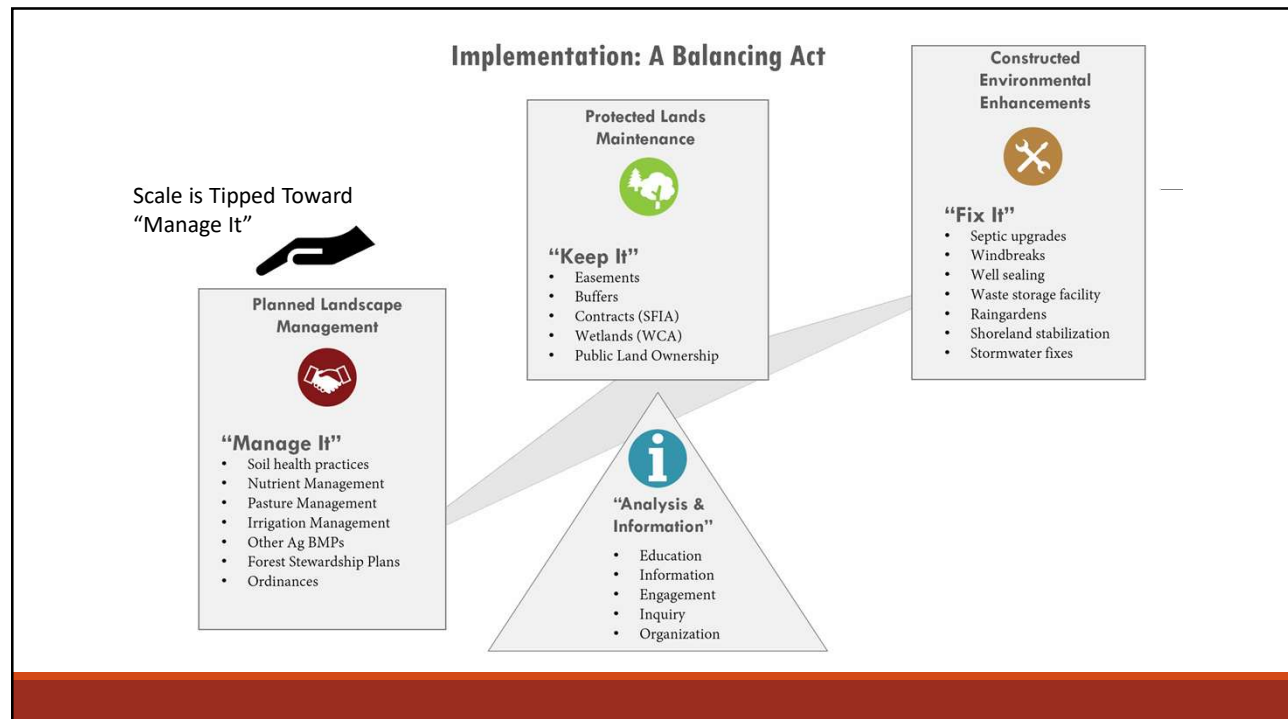 Implementation: A Balancing Act
Scale is Tipped Toward
“Manage It”
Planned Landscape
Management
“Manage It”
• Soil health practices
• Nutrient Management
• Pasture Management
• Irrigation Management
• Other Ag BMPs
• Forest Stewardship Plans
• Ordinances
Protected Lands
Maintenance
“Keep It”
• Easements
• Buffers
• Contracts (SFIA)
• Wetlands (WCA)
• Public Land Ownership
i
“Analysis &
Information”
• Education
• Information
• Engagement
• Inquiry
• Organization
Constructed
Environmental
Enhancements
“Fix It”
• Septic upgrades
• Windbreaks
• Well sealing
• Waste storage facility
• Raingardens
• Shoreland stabilization
• Stormwater fixes